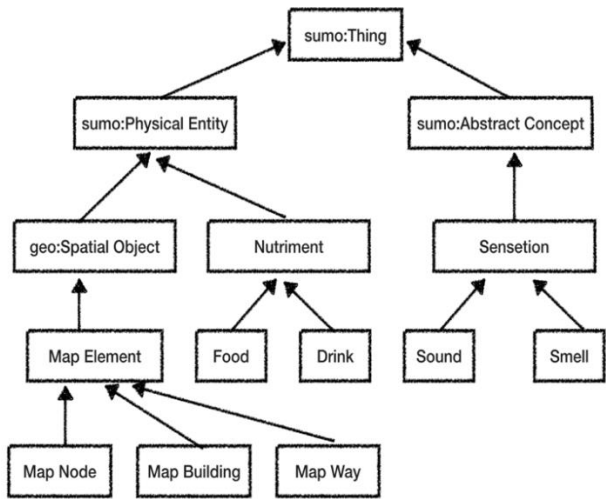 sumo:Thing
sumo:Physical Entity
sumo:Abstract Concept
geo:Spatial Object
Nutriment
Sensetion
Map Element
Food
Drink
Sound
Smell
Map Node
Map Building
Map Way